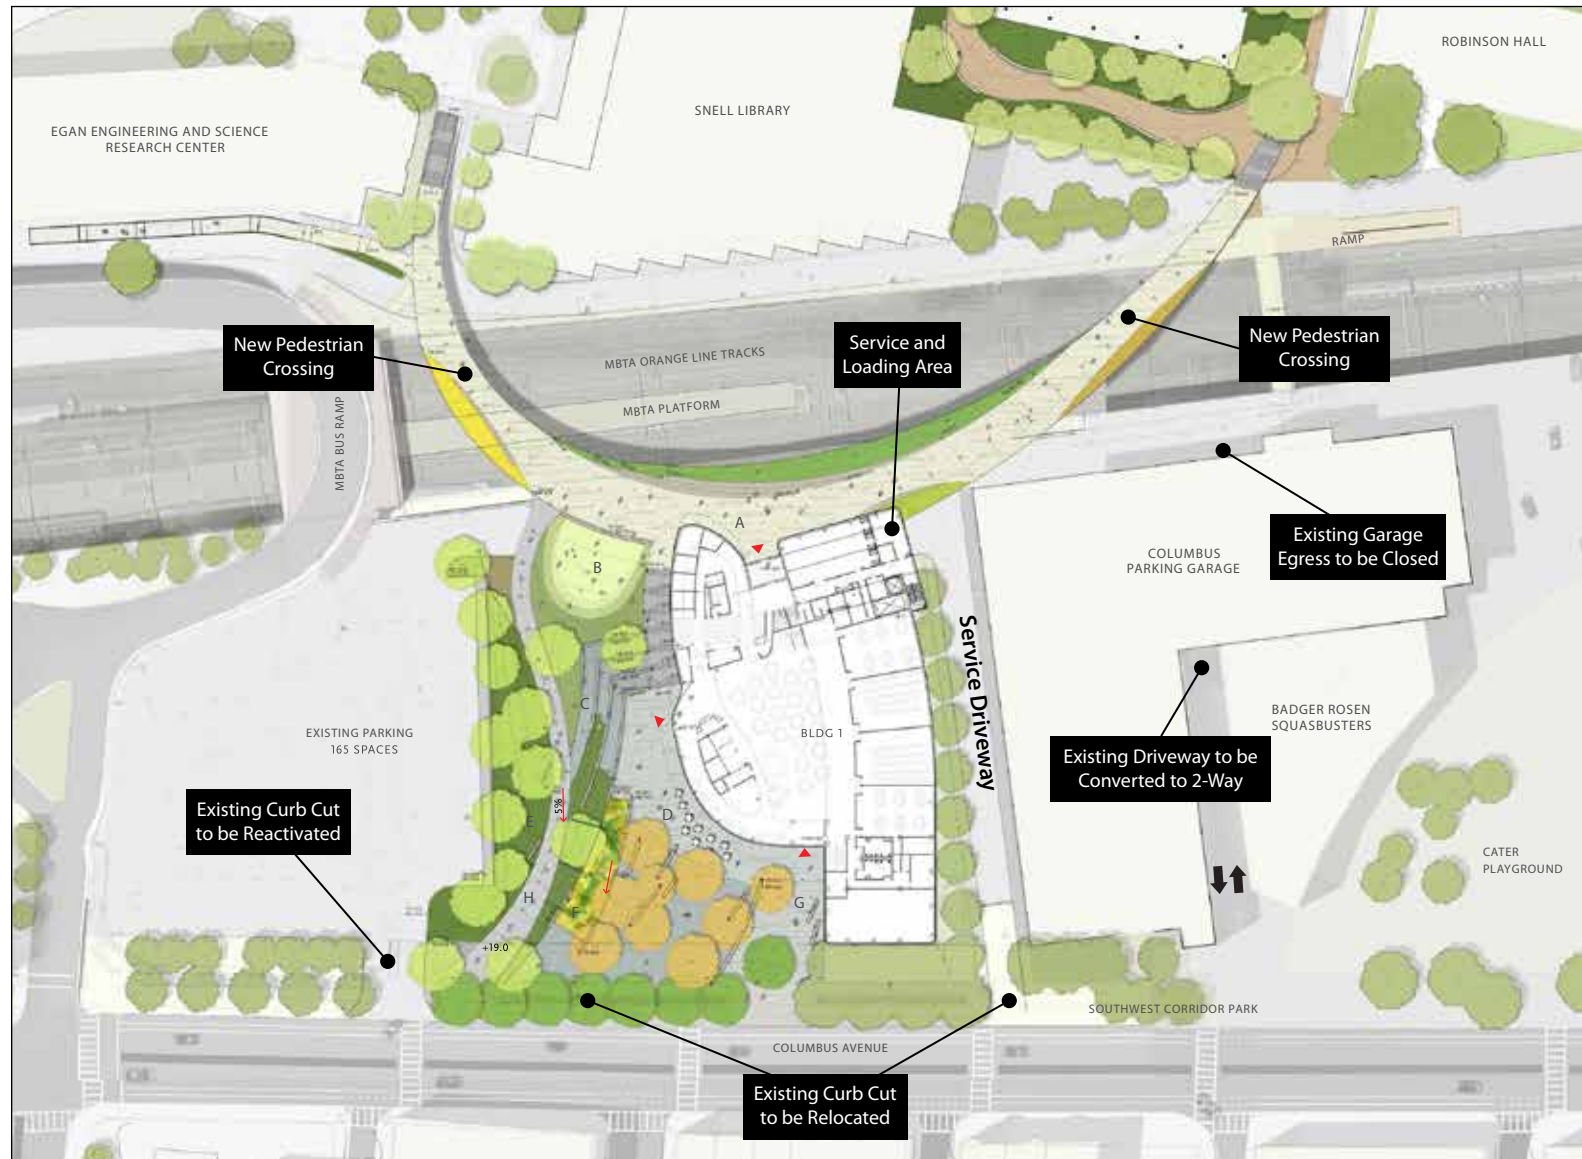 ROBINSON HALL
SNELL LIBRARY
EGAN ENGINEERING AND SCIENCE
RESEARCH CENTER
RAMP
New Pedestrian
Crossing
MBTA ORANGE LINE TRACKS
Service and
Loading Area
New Pedestrian
Crossing
MBTA PLATFORM
MBTA BUS RAMP
A
Existing Garage
Egress to be Closed
COLUMBUS
PARKING GARAGE
B
Service Driveway
C
BADGER ROSEN
SQUASBUSTERS
EXISTING PARKING
165 SPACES
BLDG 1
Existing Driveway to be
Converted to 2-Way
Existing Curb Cut
to be Reactivated
5%
E
D
CATER
PLAYGROUND
H
F
G
+19.0
SOUTHWEST CORRIDOR PARK
COLUMBUS AVENUE
Existing Curb Cut
to be Relocated